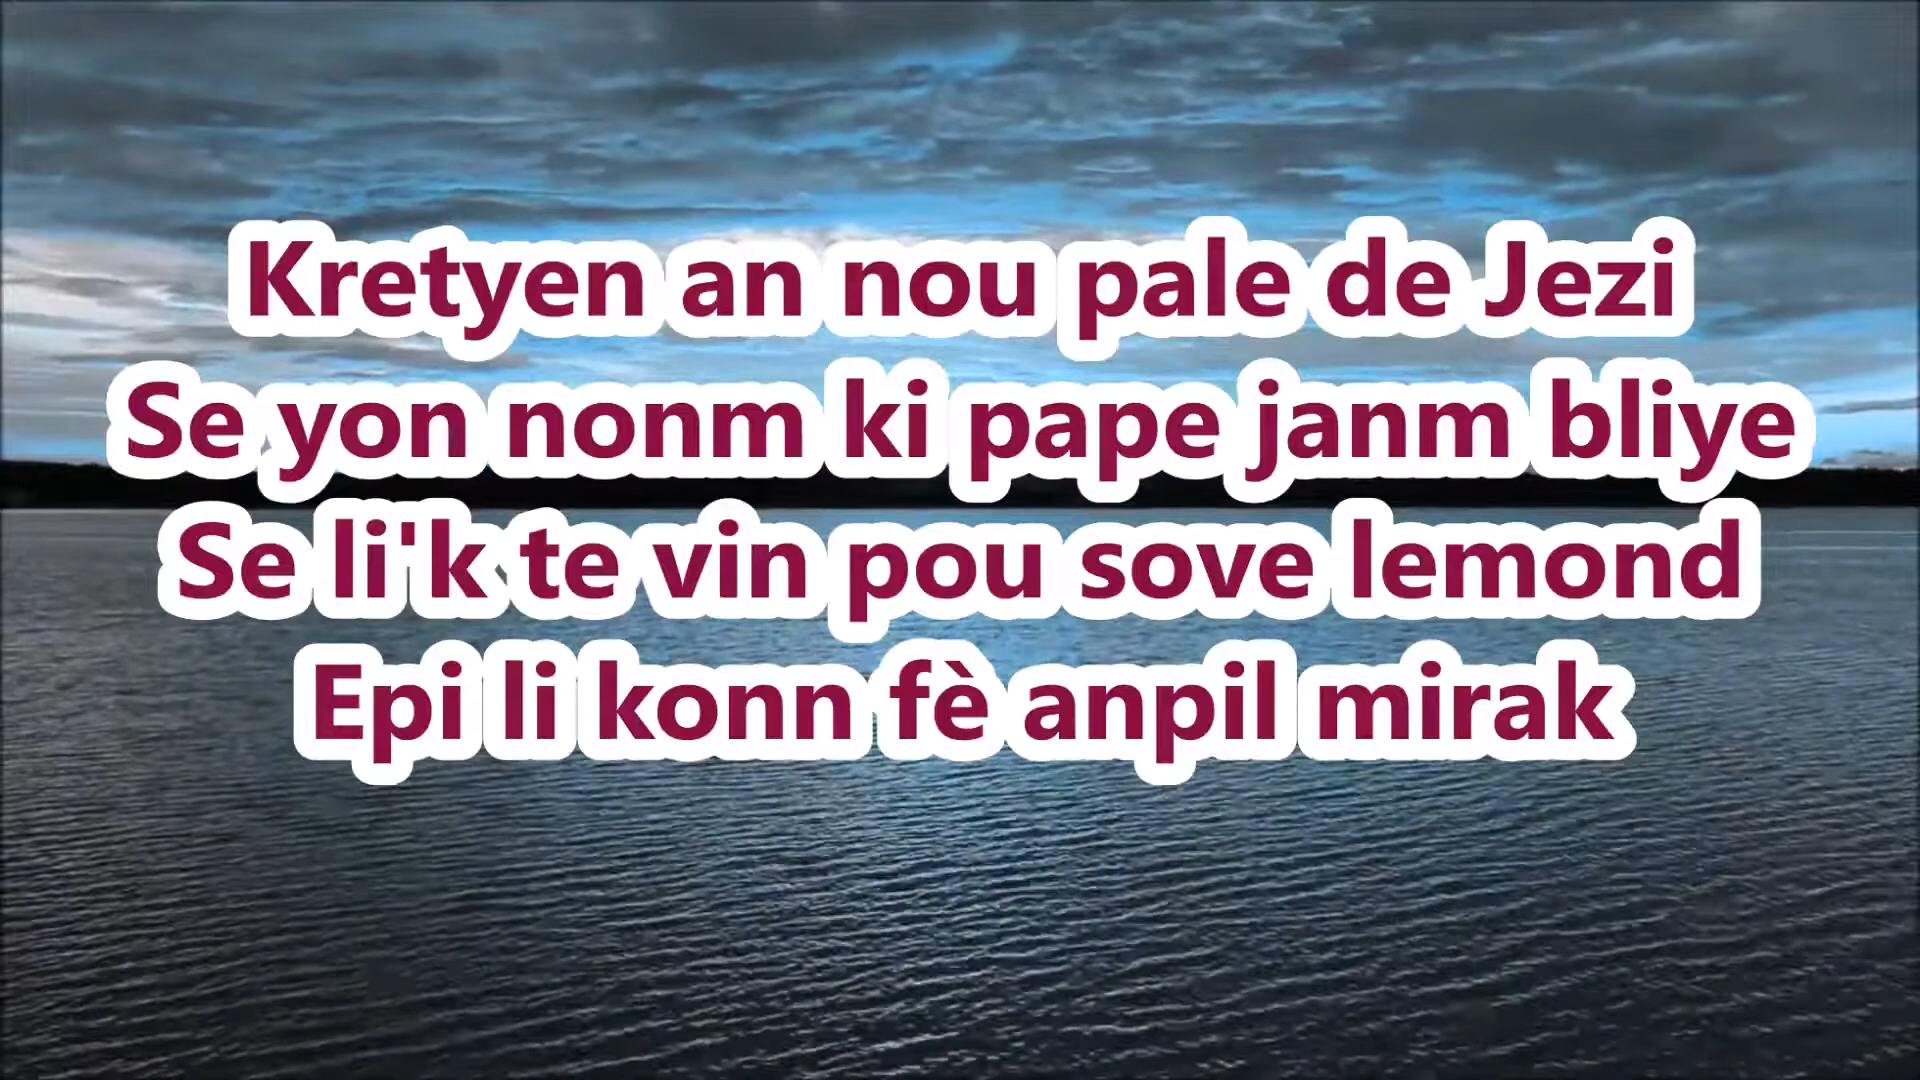 Kretyen an nou pale de Jezi
Se yon nonm ki pape janm bliye
Se li'k te vin pou sove lemond
Epi li konn fè anpil mirak